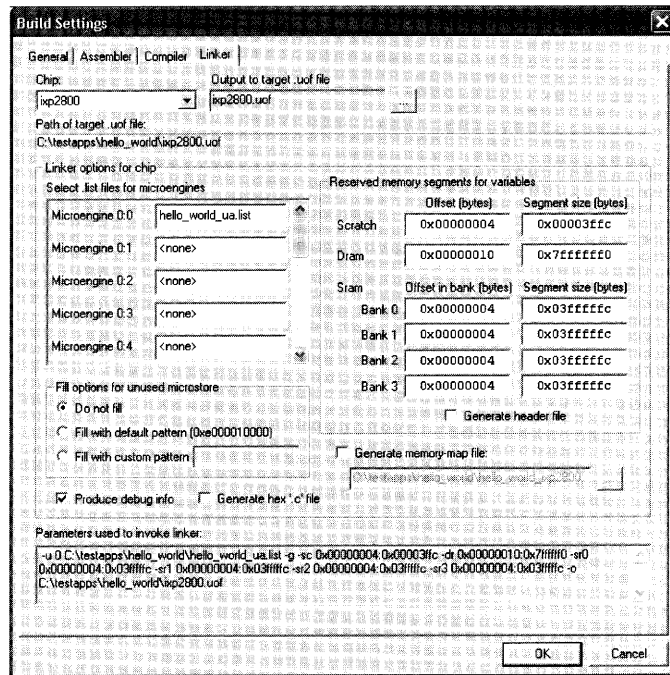 Build Settings
General Assembler Compiler Linker
Chip: Output to target .uof file
ixp2800 ixp2800.uof ...
Path of target .uof file:
C:\testapps\hello_world\ixp2800.uof
Linker options for chip
Select .list files for microengines
Microengine 0:0 hello_world_ua.list
Microengine 0:1 <none>
Microengine 0:2 <none>
Microengine 0:3 <none>
Microengine 0:4 <none>
Reserved memory segments for variables
Offset (bytes) Segment size (bytes)
Scratch 0x00000004 0x00003ffc
Dram 0x00000010 0x7ffffff0
Sram Offset in bank (bytes) Segment size (bytes)
Bank 0 0x00000004 0x03fffffc
Bank 1 0x00000004 0x03fffffc
Bank 2 0x00000004 0x03fffffc
Bank 3 0x00000004 0x03fffffc
Generate header file
Fill options for unused microstore
Do not fill
Fill with default pattern (0xe000010000)
Fill with custom pattern
Generate memory-map file:
C:\testapps\hello_world\hello_world_ixp2800.
...
Produce debug info Generate hex '.c' file
Parameters used to invoke linker:
-u 0 C:\testapps\hello_world\hello_world_ua.list -g -sc 0x00000004:0x00003ffc -dr 0x00000010:0x7ffffff0 -sr0
0x00000004:0x03fffffc -sr1 0x00000004:0x03fffffc -sr2 0x00000004:0x03fffffc -sr3 0x00000004:0x03fffffc -o
C:\testapps\hello_world\ixp2800.uof
OK Cancel